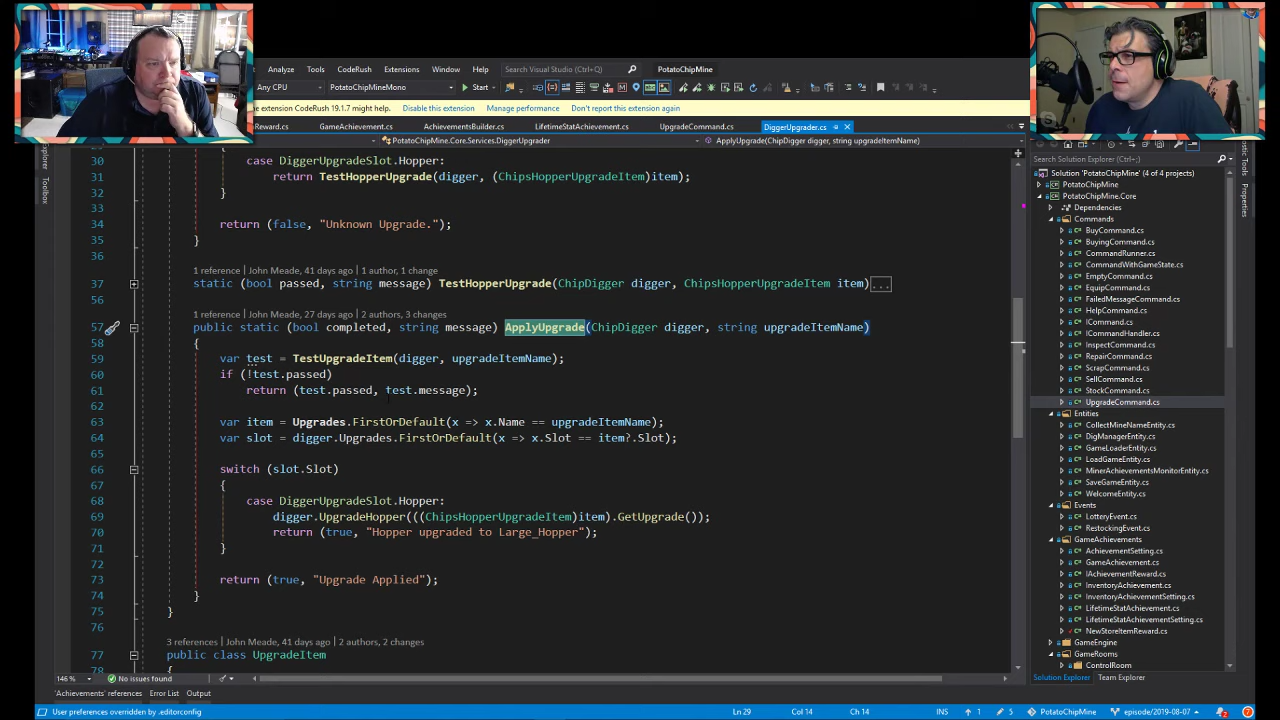 Analyze Tools CodeRush Extensions Window Help Search Visual Studio (Ctrl+Q) PotatoChipMine
Any CPU PotatoChipMineMono Start
he extension CodeRush 19.1.7 might help. Disable this extension Manage performance Don't report this extension again
Reward.cs GameAchievement.cs AchievementsBuilder.cs LifetimeStatAchievement.cs UpgradeCommand.cs DiggerUpgrader.cs
PotatoChipMine.Core.Services.DiggerUpgrader ApplyUpgrade(ChipDigger digger, string upgradeItemName)
30 case DiggerUpgradeSlot.Hopper:
31 return TestHopperUpgrade(digger, (ChipsHopperUpgradeItem)item);
32 }
33
34 return (false, "Unknown Upgrade.");
35 }
36
1 reference | John Meade, 41 days ago | 1 author, 1 change
37 static (bool passed, string message) TestHopperUpgrade(ChipDigger digger, ChipsHopperUpgradeItem item)...
56
1 reference | John Meade, 27 days ago | 2 authors, 3 changes
57 public static (bool completed, string message) ApplyUpgrade(ChipDigger digger, string upgradeItemName)
58 {
59 var test = TestUpgradeItem(digger, upgradeItemName);
60 if (!test.passed)
61 return (test.passed, test.message);
62
63 var item = Upgrades.FirstOrDefault(x => x.Name == upgradeItemName);
64 var slot = digger.Upgrades.FirstOrDefault(x => x.Slot == item?.Slot);
65
66 switch (slot.Slot)
67 {
68 case DiggerUpgradeSlot.Hopper:
69 digger.UpgradeHopper(((ChipsHopperUpgradeItem)item).GetUpgrade());
70 return (true, "Hopper upgraded to Large_Hopper");
71 }
72
73 return (true, "Upgrade Applied");
74 }
75 }
76
3 references | John Meade, 41 days ago | 2 authors, 2 changes
77 public class UpgradeItem
78 {
146 % No issues found
'Achievements' references Error List Output
User preferences overridden by .editorconfig Ln 29 Col 14 Ch 14 INS 1 5 PotatoChipMine episode/2019-08-07 2 7
Toolbox
Search Solution Explorer (Ctrl+;)
Solution 'PotatoChipMine' (4 of 4 projects)
PotatoChipMine
PotatoChipMine.Core
Dependencies
Commands
BuyCommand.cs
BuyingCommand.cs
CommandRunner.cs
CommandWithGameState.cs
EmptyCommand.cs
EquipCommand.cs
FailedMessageCommand.cs
HelpCommand.cs
ICommand.cs
ICommandHandler.cs
InspectCommand.cs
RepairCommand.cs
ScrapCommand.cs
SellCommand.cs
StockCommand.cs
UpgradeCommand.cs
Entities
CollectMineNameEntity.cs
DigManagerEntity.cs
GameLoaderEntity.cs
LoadGameEntity.cs
MinerAchievementsMonitorEntity.cs
SaveGameEntity.cs
WelcomeEntity.cs
Events
LotteryEvent.cs
RestockingEvent.cs
GameAchievements
AchievementSetting.cs
GameAchievement.cs
IAchievementReward.cs
InventoryAchievement.cs
InventoryAchievementSetting.cs
LifetimeStatAchievement.cs
LifetimeStatAchievementSetting.cs
NewStoreItemReward.cs
GameEngine
GameRooms
ControlRoom
Solution Explorer Team Explorer
Properties